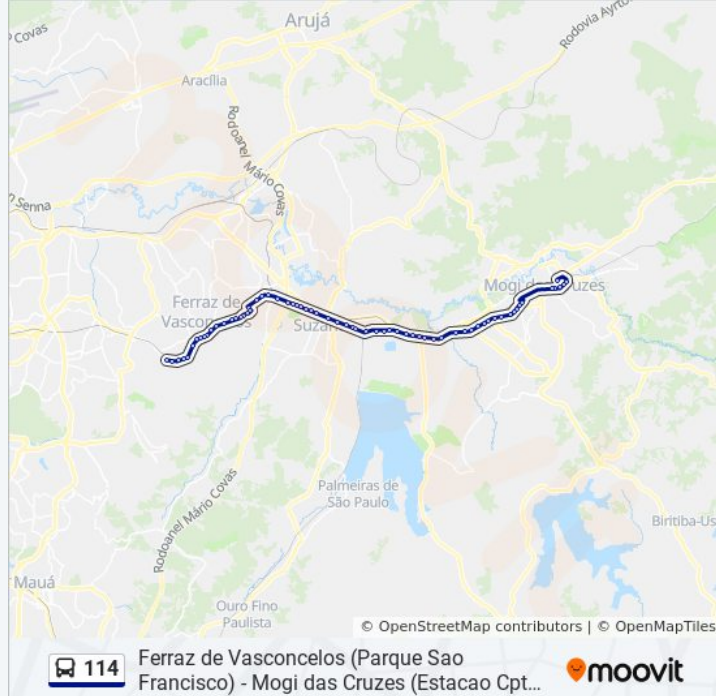 Arujá
Rodovia Ayrto
Covas
Aracília
Rodoanel Mário Covas
n Senna
Mogi das Cruzes
Ferraz de
Vasconcelos
Suzan
Palmeiras de
São Paulo
Rodoanel Mário Covas
Biritiba-Us
Mauá
Ouro Fino
Paulista
© OpenStreetMap contributors | © OpenMapTiles
114
Ferraz de Vasconcelos (Parque Sao
Francisco) - Mogi das Cruzes (Estacao Cpt...
moovit